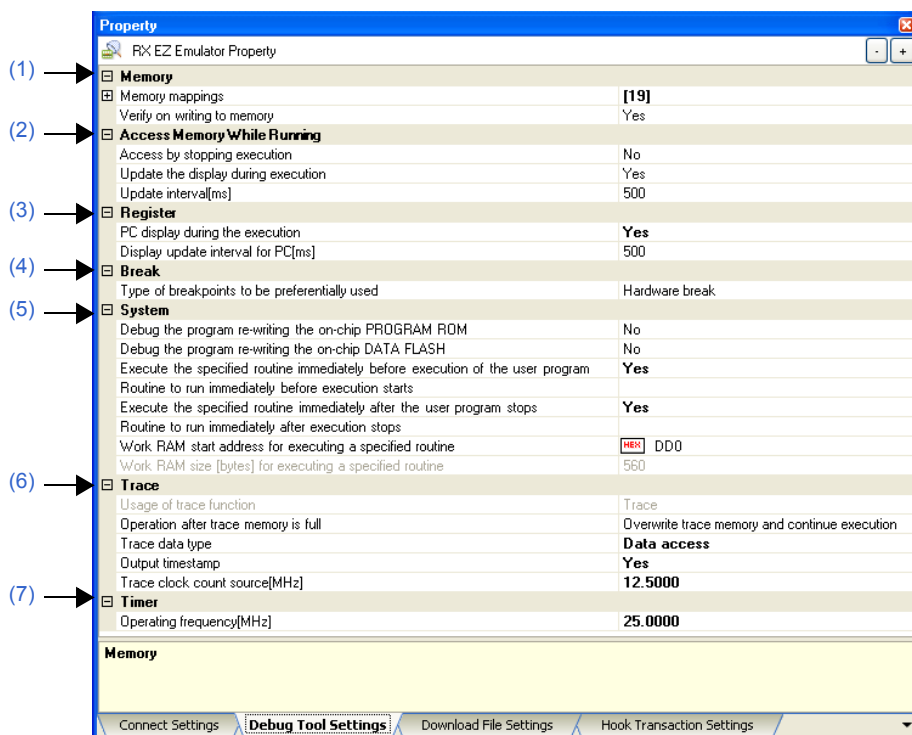 Property
RX EZ Emulator Property
- +
(1) Memory
Memory mappings [19]
Verify on writing to memory Yes
(2) Access Memory While Running
Access by stopping execution No
Update the display during execution Yes
Update interval[ms] 500
(3) Register
PC display during the execution Yes
Display update interval for PC[ms] 500
(4) Break
Type of breakpoints to be preferentially used Hardware break
(5) System
Debug the program re-writing the on-chip PROGRAM ROM No
Debug the program re-writing the on-chip DATA FLASH No
Execute the specified routine immediately before execution of the user program Yes
Routine to run immediately before execution starts
Execute the specified routine immediately after the user program stops Yes
Routine to run immediately after execution stops
Work RAM start address for executing a specified routine HEX DD0
Work RAM size [bytes] for executing a specified routine 560
(6) Trace
Usage of trace function Trace
Operation after trace memory is full Overwrite trace memory and continue execution
Trace data type Data access
Output timestamp Yes
Trace clock count source[MHz] 12.5000
(7) Timer
Operating frequency[MHz] 25.0000
Memory
Connect Settings Debug Tool Settings Download File Settings Hook Transaction Settings